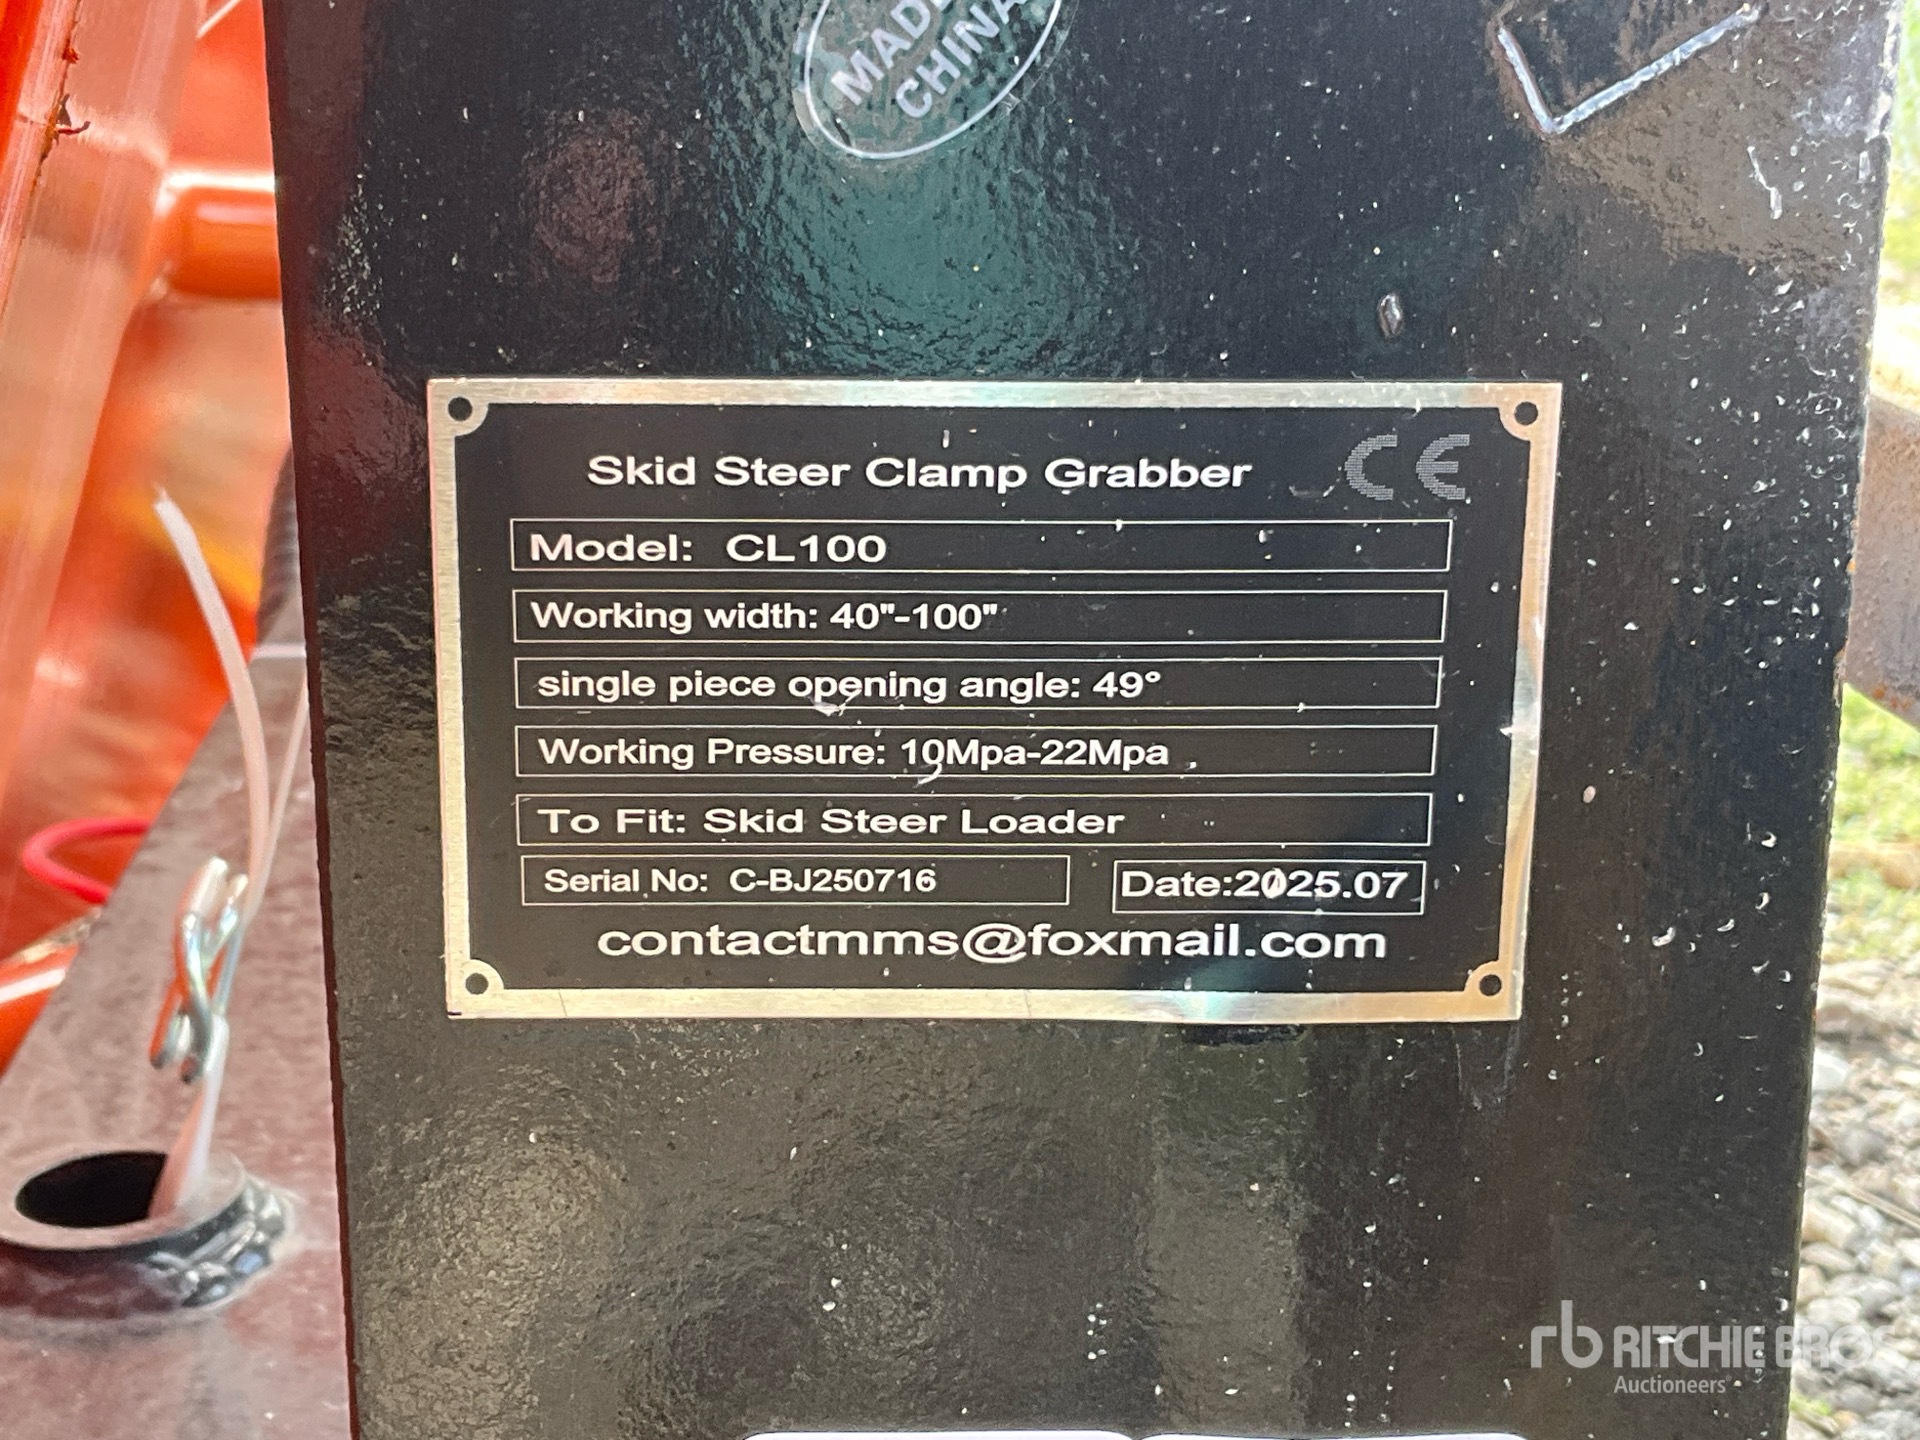 MADE
CHINA
Skid Steer Clamp Grabber CE
Model: CL100
Working width: 40"-100"
single piece opening angle: 49°
Working Pressure: 10Mpa-22Mpa
To Fit: Skid Steer Loader
Serial No: C-BJ250716 Date:2025.07
contactmms@foxmail.com
rb RITCHIE BROS
Auctioneers